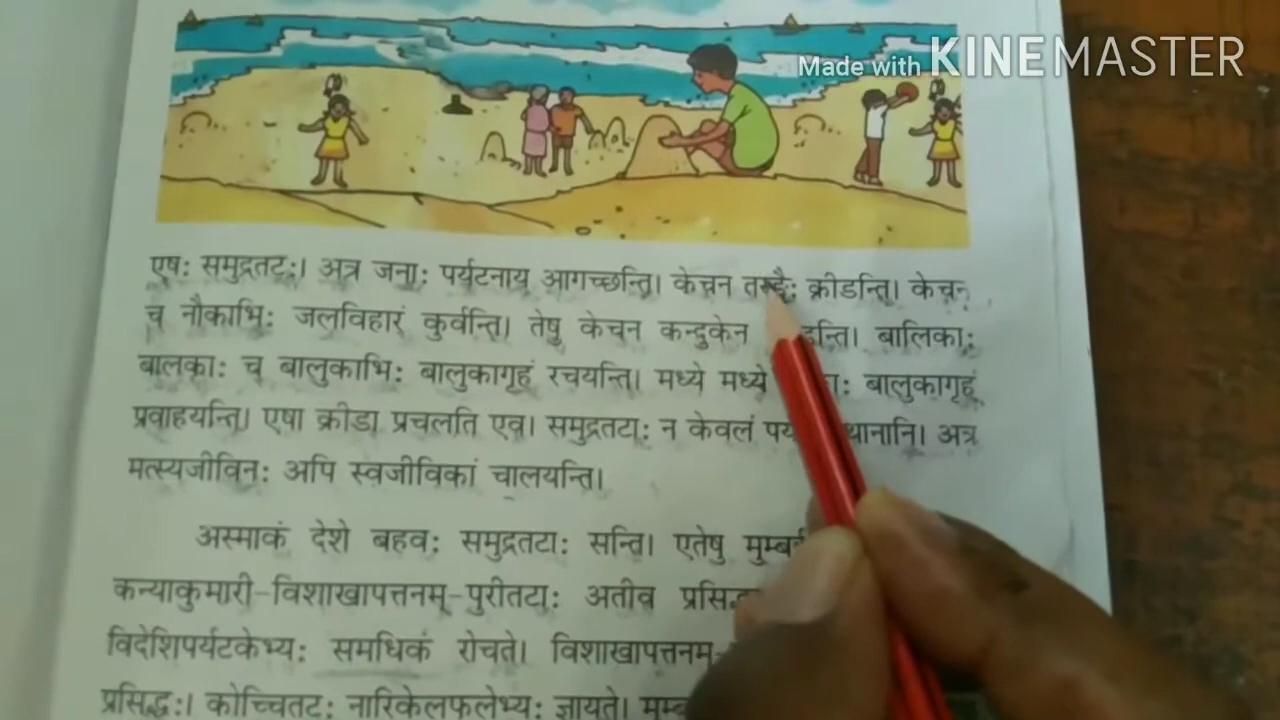 Made with KINEMASTER
एषः समुद्रतटः। अत्र जनाः पर्यटनाय आगच्छन्ति। केचन तरङ्गैः क्रीडन्ति। केचन
च नौकाभिः जलविहारं कुर्वन्ति। तेषु केचन कन्दुकेन बालिकाः
बालकाः च बालुकाभिः बालुकागृहं रचयन्ति। मध्ये मध्ये बालुकागृहं
प्रवाहयन्ति। एषा क्रीडा प्रचलति एव। समुद्रतटाः न केवलं अत्र
मत्स्यजीविनः अपि स्वजीविकां चालयन्ति।
अस्माकं देशे बहवः समुद्रतटाः सन्ति। एतेषु
कन्याकुमारी-विशाखापत्तनम्-पुरीतटाः अतीव
विदेशिपर्यटकेभ्यः समधिकं रोचते। विशाखापत्तनम्-
प्रसिद्धः। कोच्चितटः नारिकेलफलेभ्यः ज्ञायते।